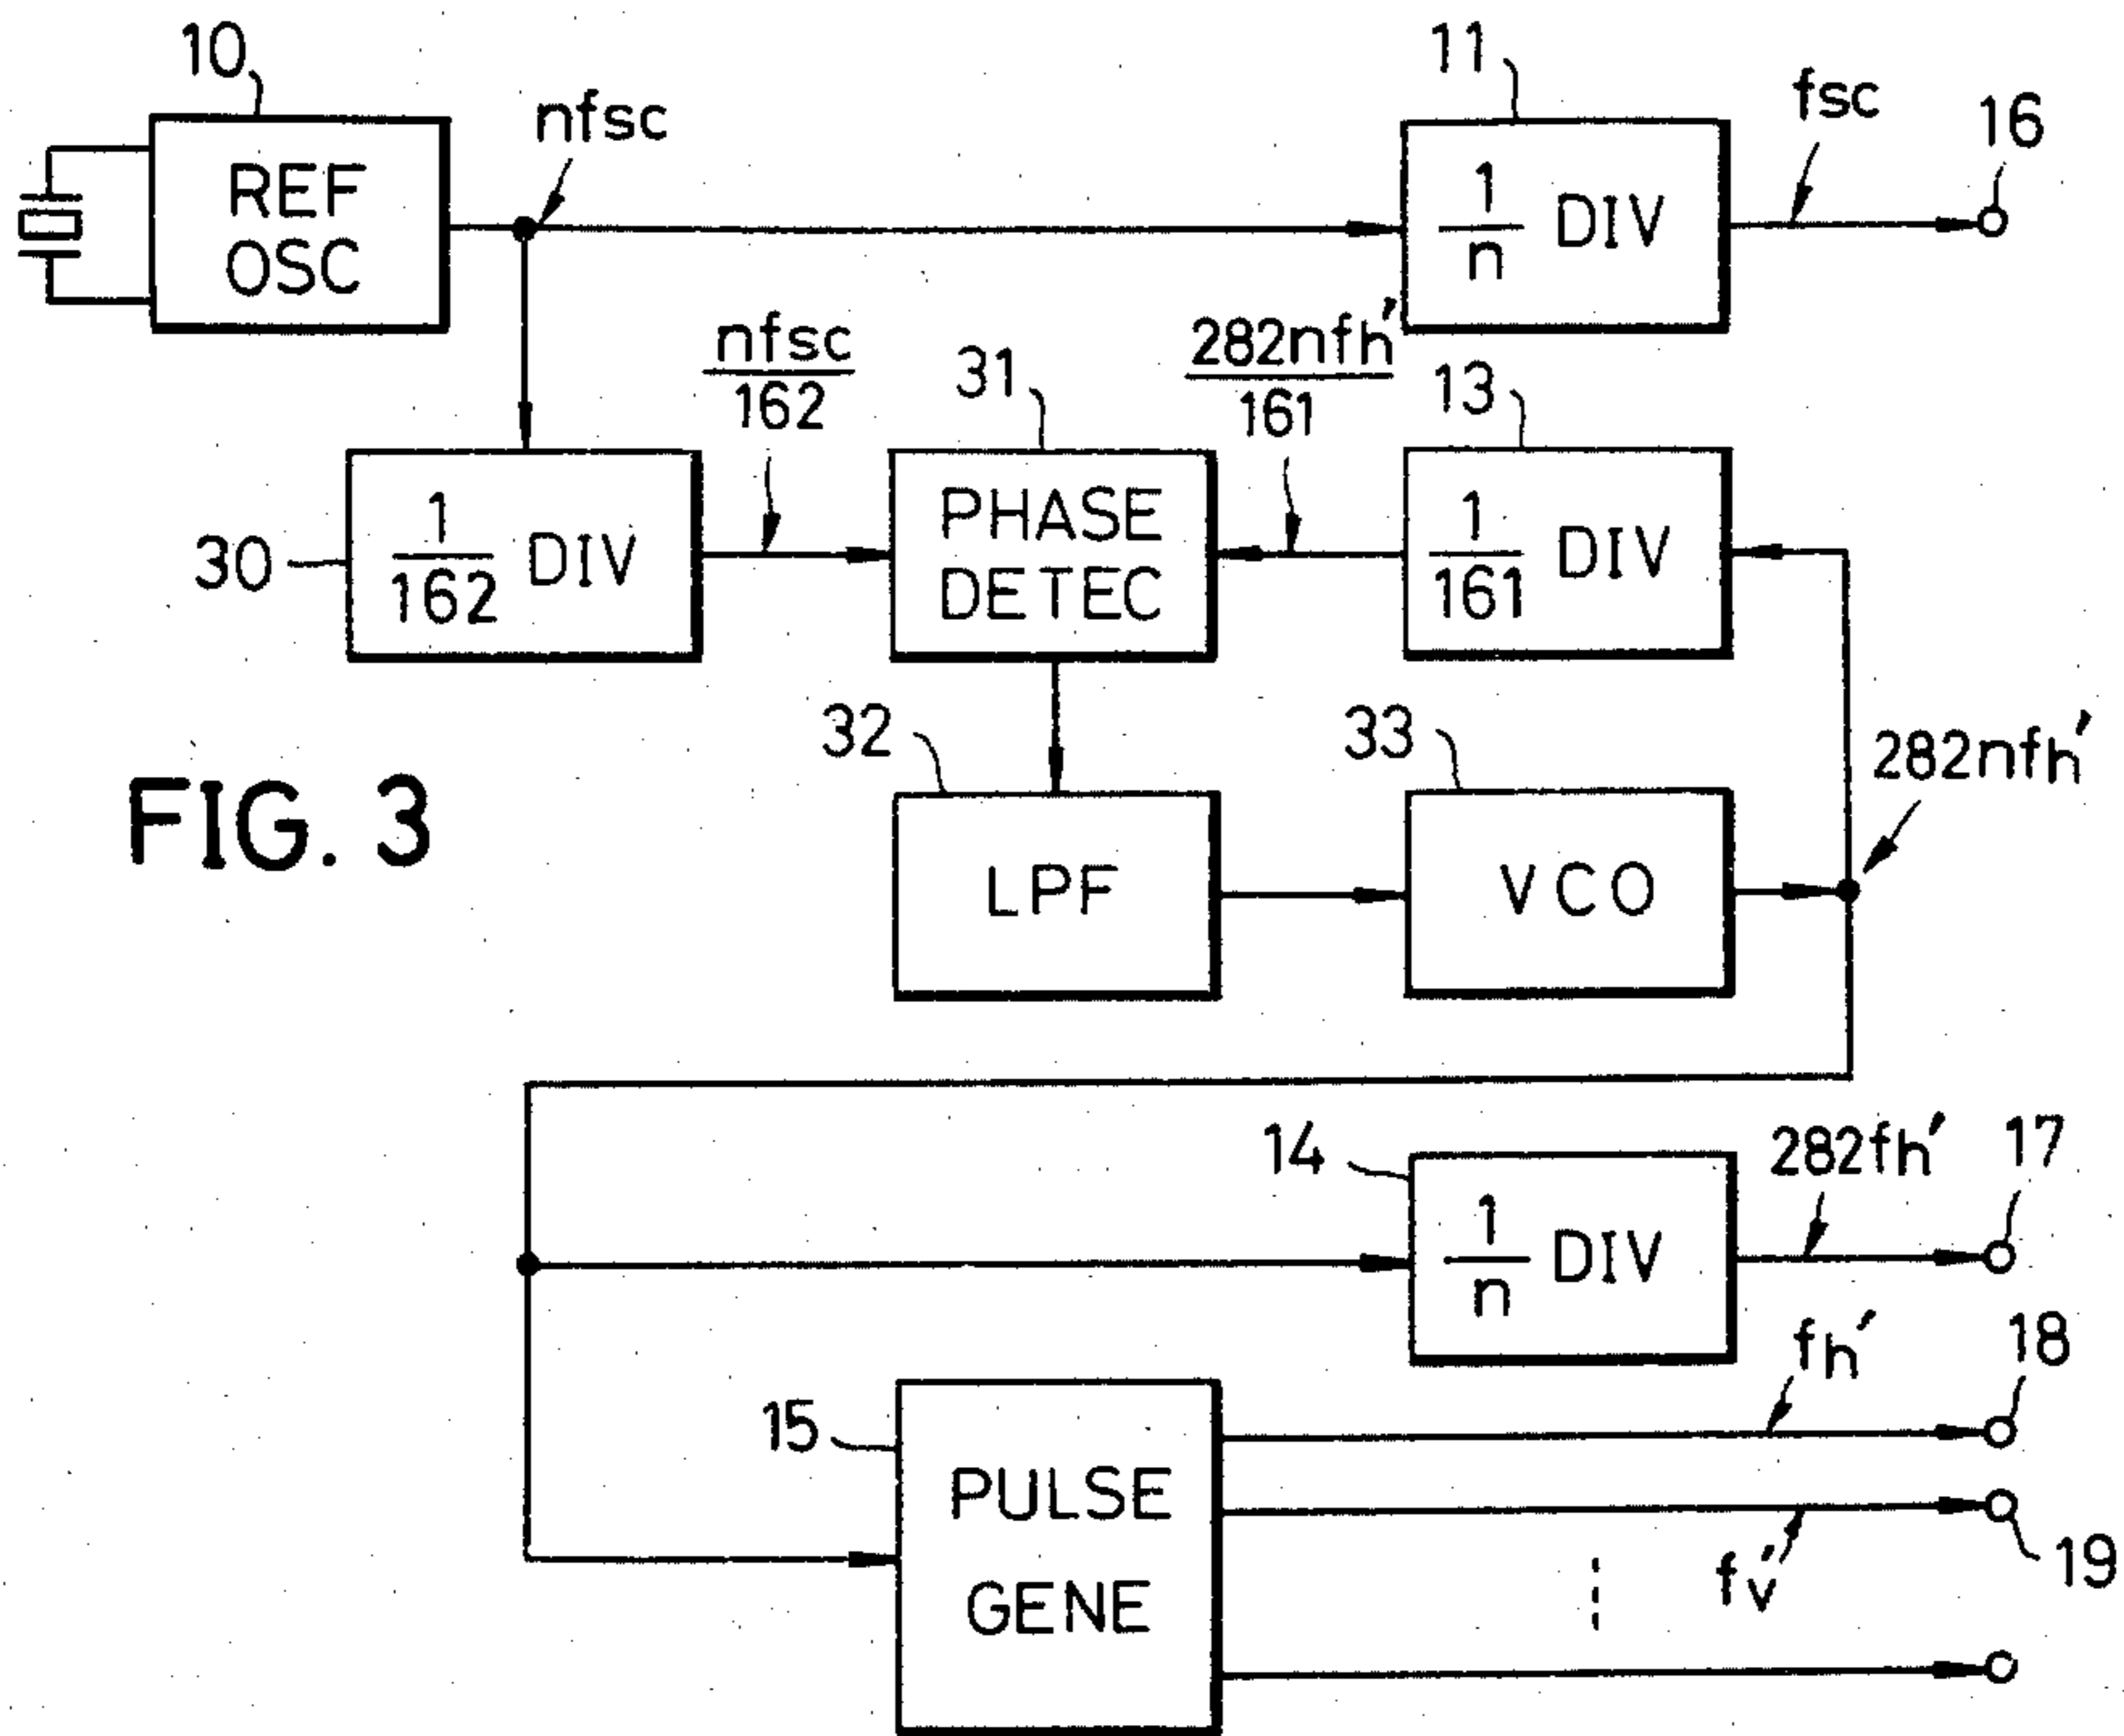 10
REF
OSC
nfsc
11
1
n
DIV
fsc
16
30
1
162
DIV
nfsc
162
31
PHASE
DETEC
282nfh'
161
13
1
161
DIV
32
LPF
33
VCO
282nfh'
FIG. 3
14
1
n
DIV
282fh'
17
15
PULSE
GENE
fh'
18
fv'
19